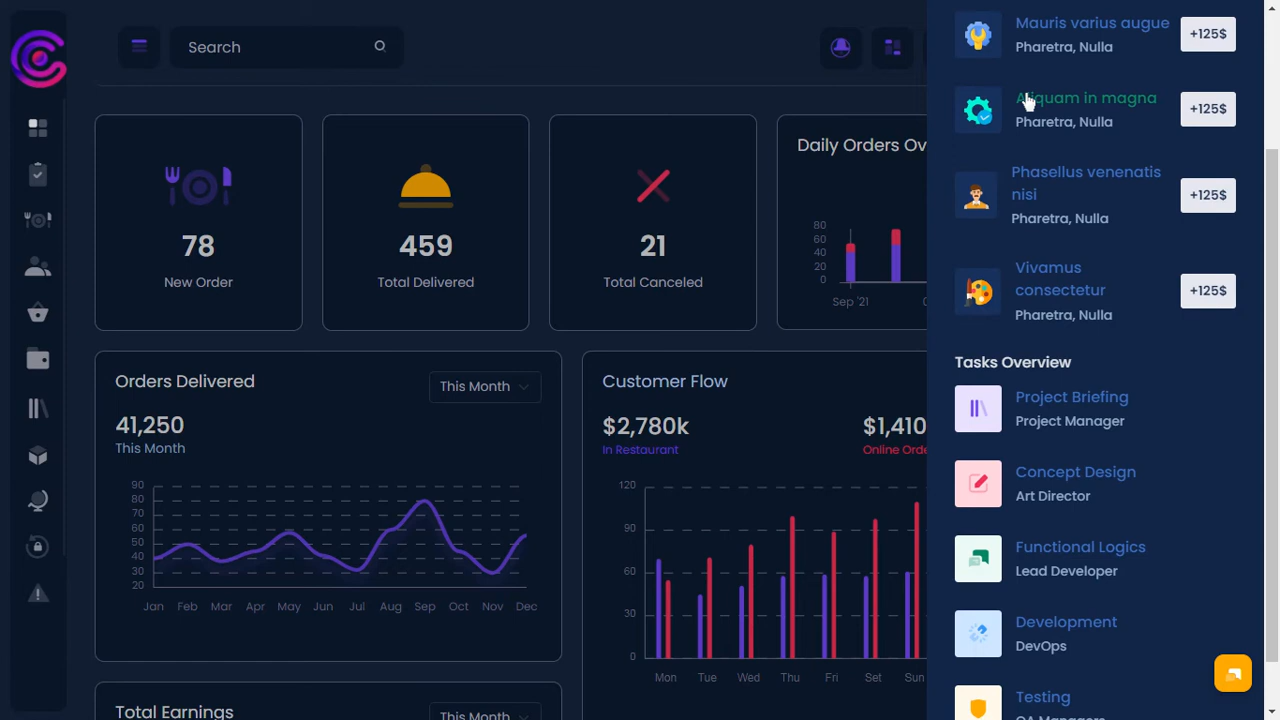 Search
78
New Order
459
Total Delivered
21
Total Canceled
Daily Orders Ov
80
60
40
20
0
Sep '21
Orders Delivered
This Month
41,250
This Month
90
80
70
60
50
40
30
20
Jan Feb Mar Apr May Jun Jul Aug Sep Oct Nov Dec
Customer Flow
$2,780k
In Restaurant
$1,410
Online Orde
120
90
60
30
0
Mon Tue Wed Thu Fri Set Sun
Total Earnings
This Month
Mauris varius augue
Pharetra, Nulla
+125$
Aliquam in magna
Pharetra, Nulla
+125$
Phasellus venenatis
nisi
Pharetra, Nulla
+125$
Vivamus
consectetur
Pharetra, Nulla
+125$
Tasks Overview
Project Briefing
Project Manager
Concept Design
Art Director
Functional Logics
Lead Developer
Development
DevOps
Testing
QA Managers